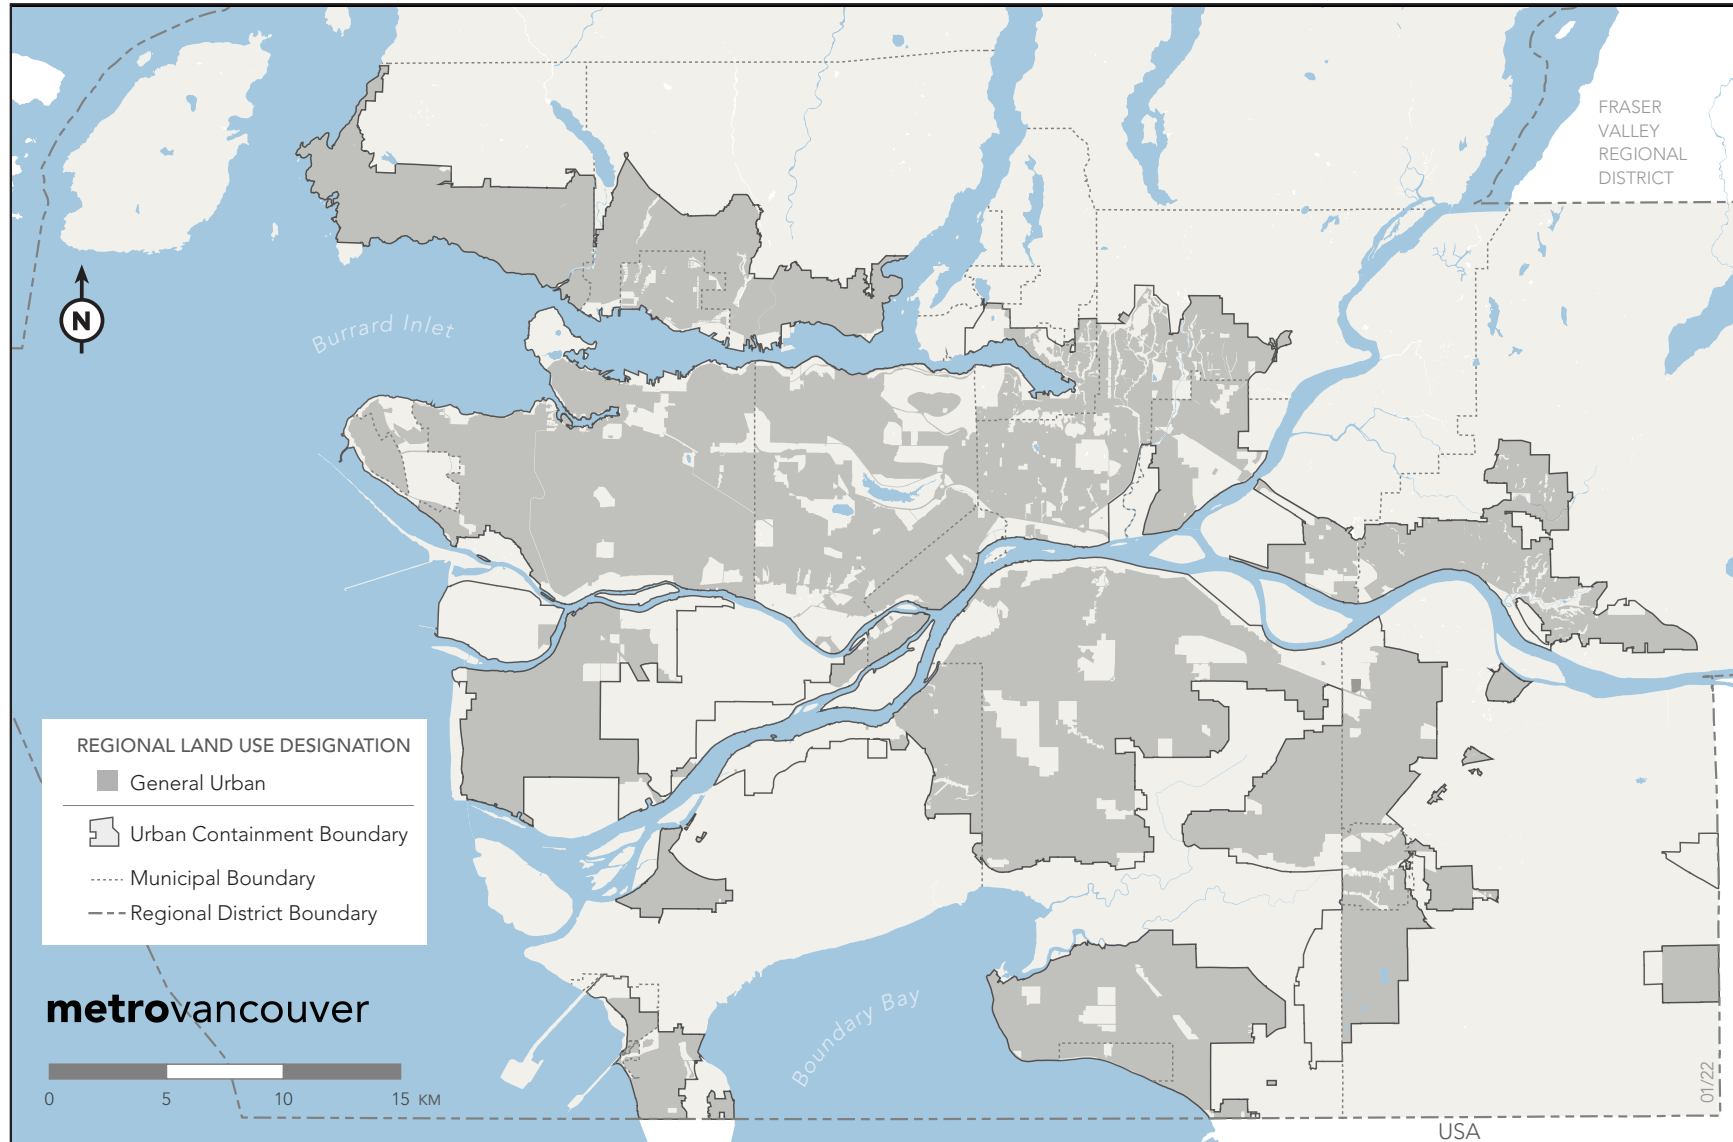 FRASER
VALLEY
REGIONAL
DISTRICT
N
Burrard Inlet
REGIONAL LAND USE DESIGNATION
General Urban
Urban Containment Boundary
Municipal Boundary
Regional District Boundary
metrovancouver
Boundary Bay
0 5 10 15 KM
01/22
USA